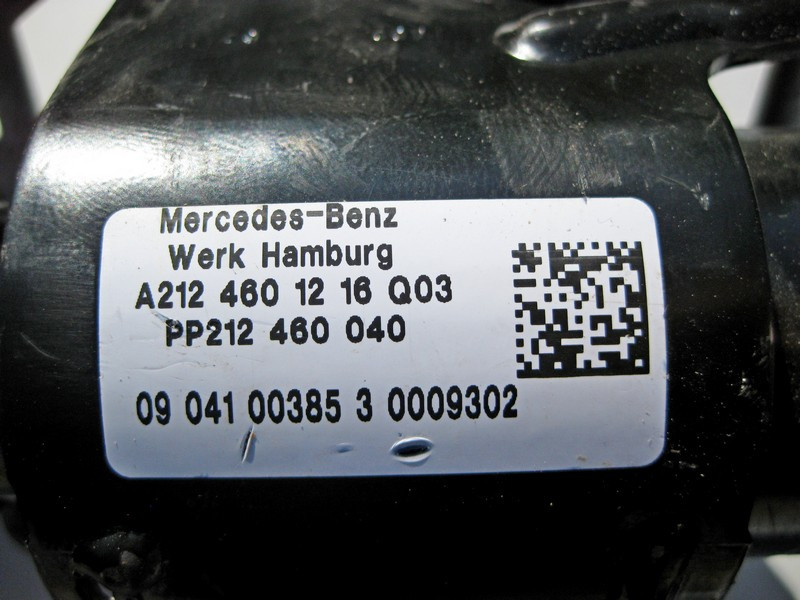 Mercedes-Benz
Werk Hamburg
A212 460 12 16 Q03
PP212 460 040
09 041 00385 3 0009302